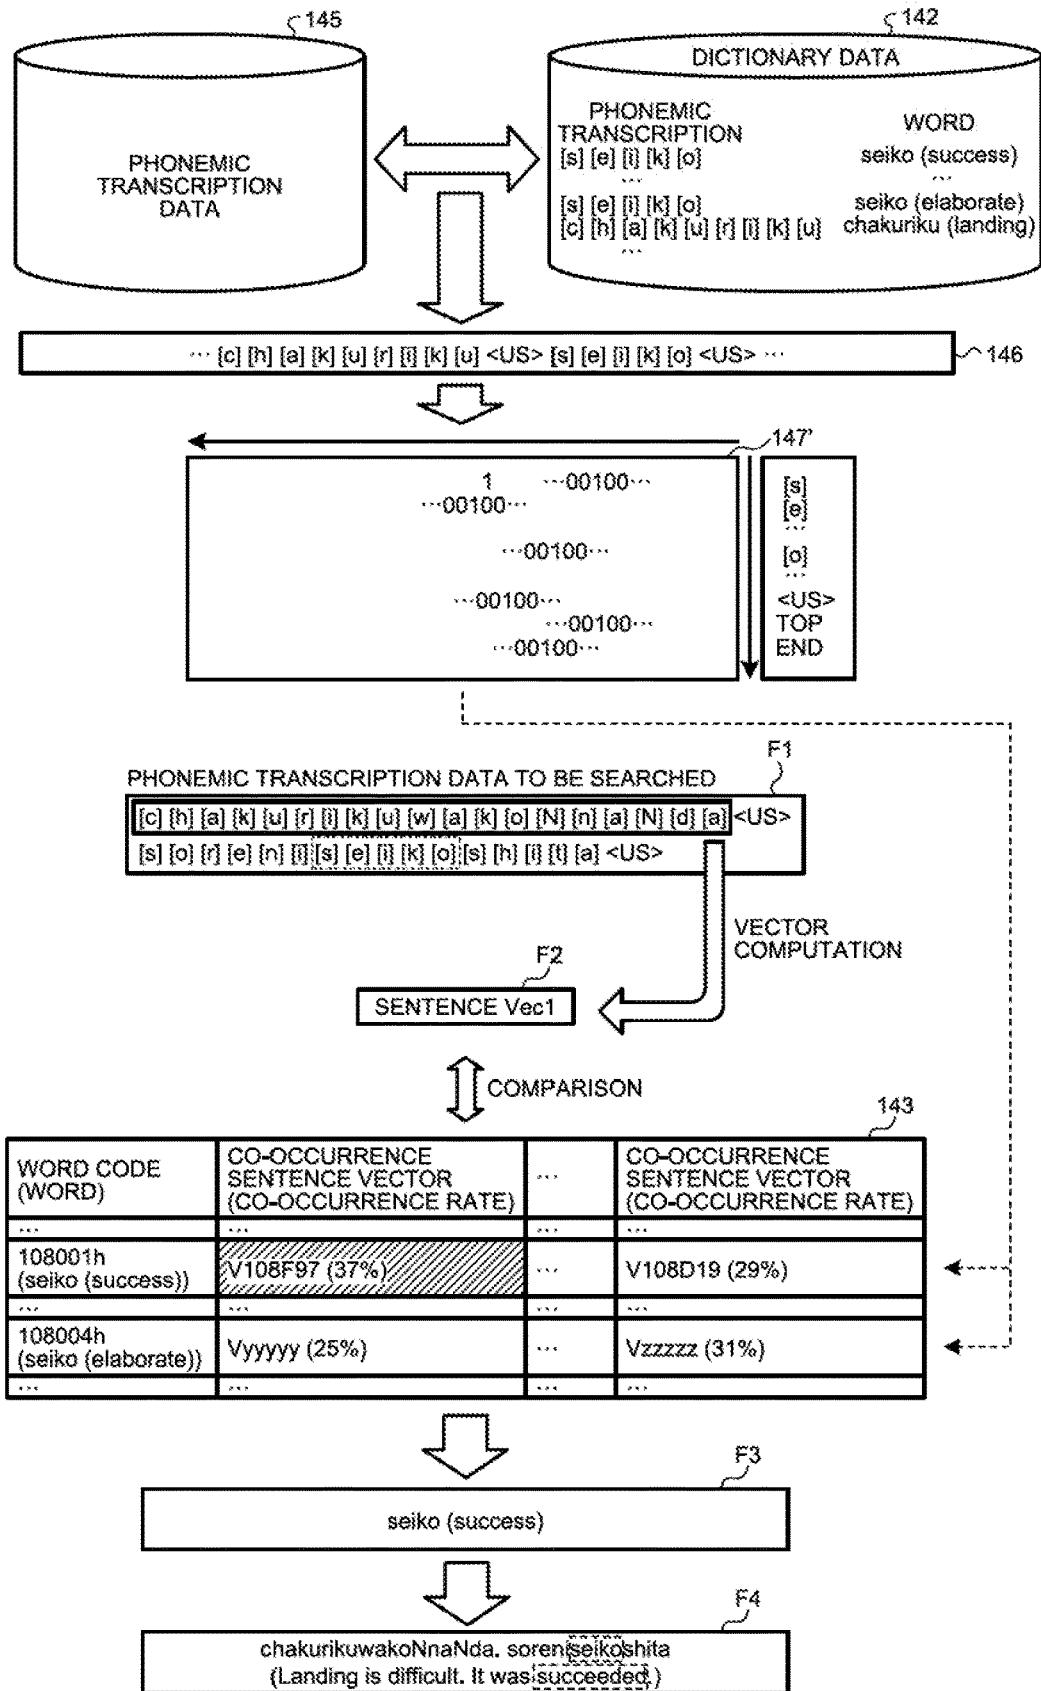 145
142
DICTIONARY DATA
PHONEMIC TRANSCRIPTION DATA
PHONEMIC TRANSCRIPTION
WORD
[s] [e] [i] [k] [o] seiko (success)
... ...
[s] [e] [i] [k] [o] seiko (elaborate)
[c] [h] [a] [k] [u] [r] [i] [k] [u] chakuriku (landing)
...
... [c] [h] [a] [k] [u] [r] [i] [k] [u] <US> [s] [e] [i] [k] [o] <US> ...
146
147'
1 ...00100... [s]
...00100... [e]
...
...00100... [o]
...
...00100... <US>
...00100... TOP
...00100... END
F1
PHONEMIC TRANSCRIPTION DATA TO BE SEARCHED
[c] [h] [a] [k] [u] [r] [i] [k] [u] [w] [a] [k] [o] [N] [n] [a] [N] [d] [a] <US>
[s] [o] [r] [e] [n] [i] [s] [e] [i] [k] [o] [s] [h] [i] [t] [a] <US>
VECTOR
COMPUTATION
F2
SENTENCE Vec1
COMPARISON
143
WORD CODE (WORD) CO-OCCURRENCE SENTENCE VECTOR (CO-OCCURRENCE RATE) ... CO-OCCURRENCE SENTENCE VECTOR (CO-OCCURRENCE RATE)
... ... ...
108001h (seiko (success)) V108F97 (37%) ... V108D19 (29%)
... ... ...
108004h (seiko (elaborate)) Vyyyyy (25%) ... Vzzzzz (31%)
... ... ... ...
F3
seiko (success)
F4
chakurikuwakoNnaNda. soreniseikoshita
(Landing is difficult. It was succeeded.)